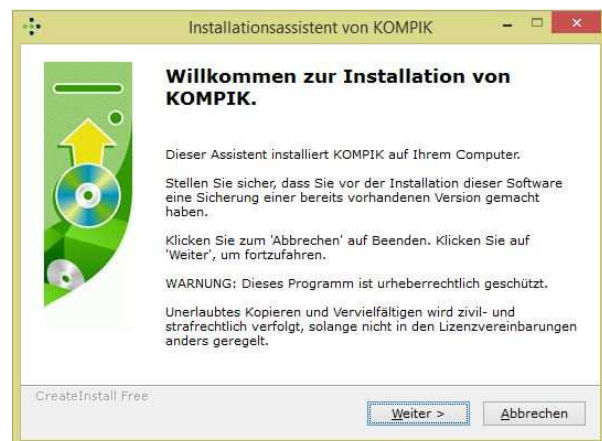 Installationsassistent von KOMPIK
Willkommen zur Installation von
KOMPIK.
Dieser Assistent installiert KOMPIK auf Ihrem Computer.
Stellen Sie sicher, dass Sie vor der Installation dieser Software
eine Sicherung einer bereits vorhandenen Version gemacht
haben.
Klicken Sie zum 'Abbrechen' auf Beenden. Klicken Sie auf
'Weiter', um fortzufahren.
WARNUNG: Dieses Programm ist urheberrechtlich geschützt.
Unerlaubtes Kopieren und Vervielfältigen wird zivil- und
strafrechtlich verfolgt, solange nicht in den Lizenzvereinbarungen
anders geregelt.
CreateInstall Free
Weiter > Abbrechen